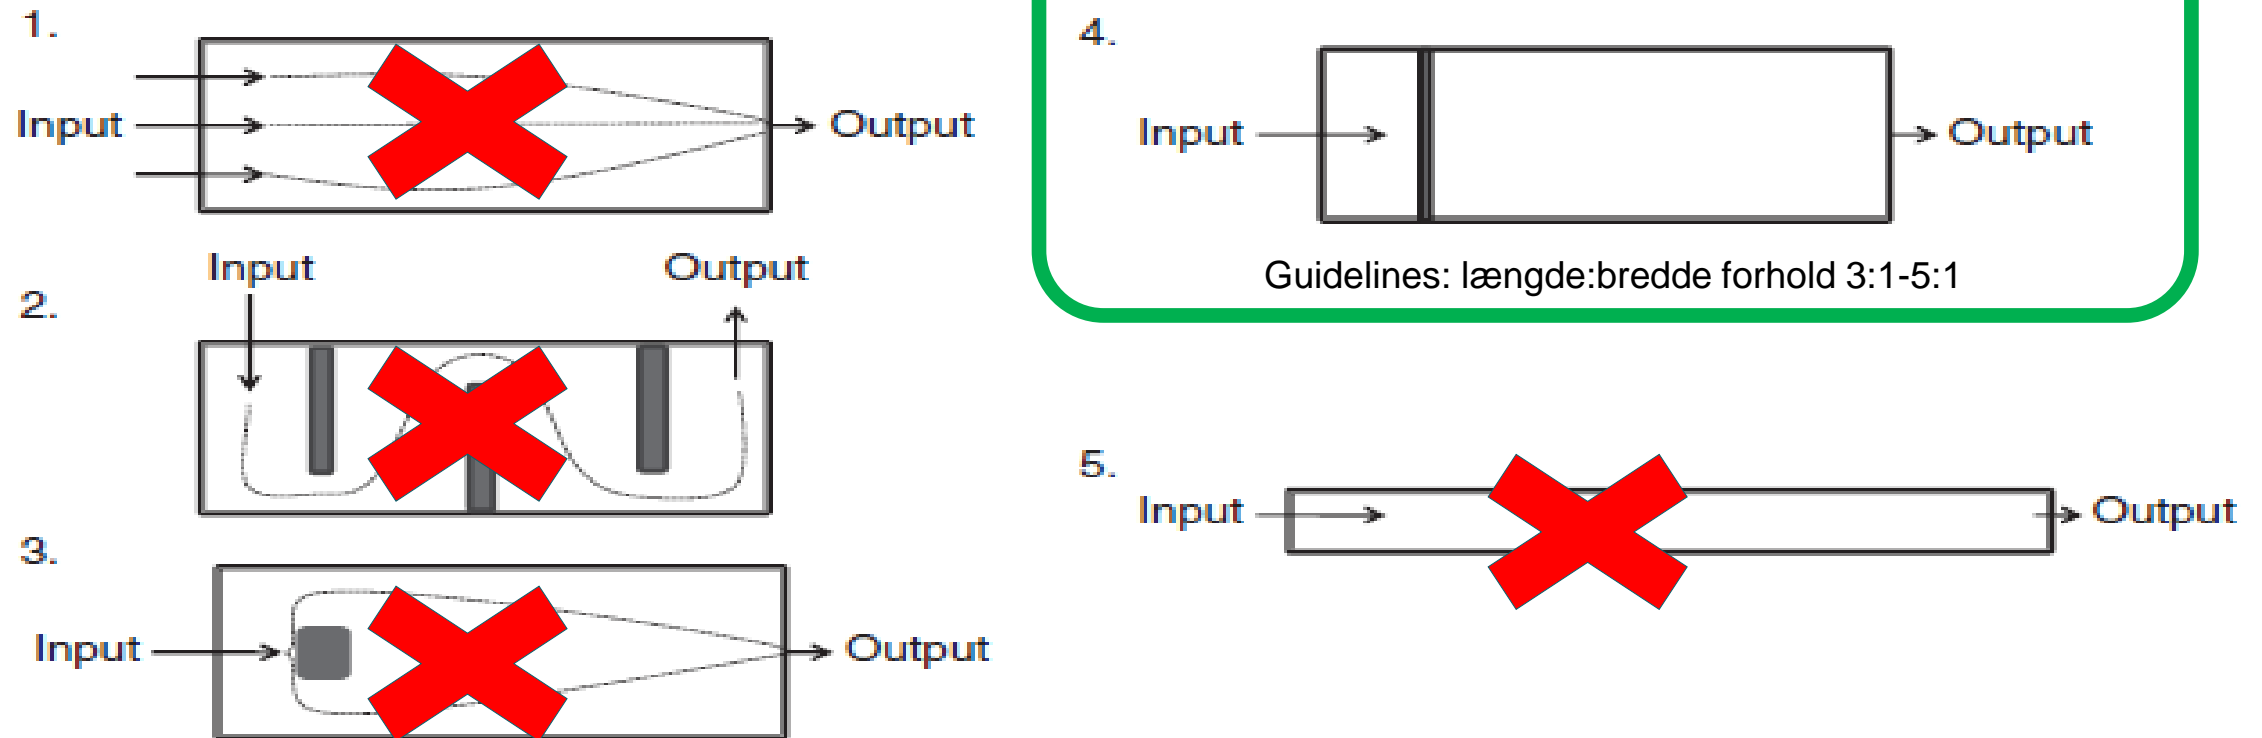 1.
Input
Output
Input
Output
2.
3.
Input
Output
4.
Input
Output
Guidelines: længde:bredde forhold 3:1-5:1
5.
Input
Output